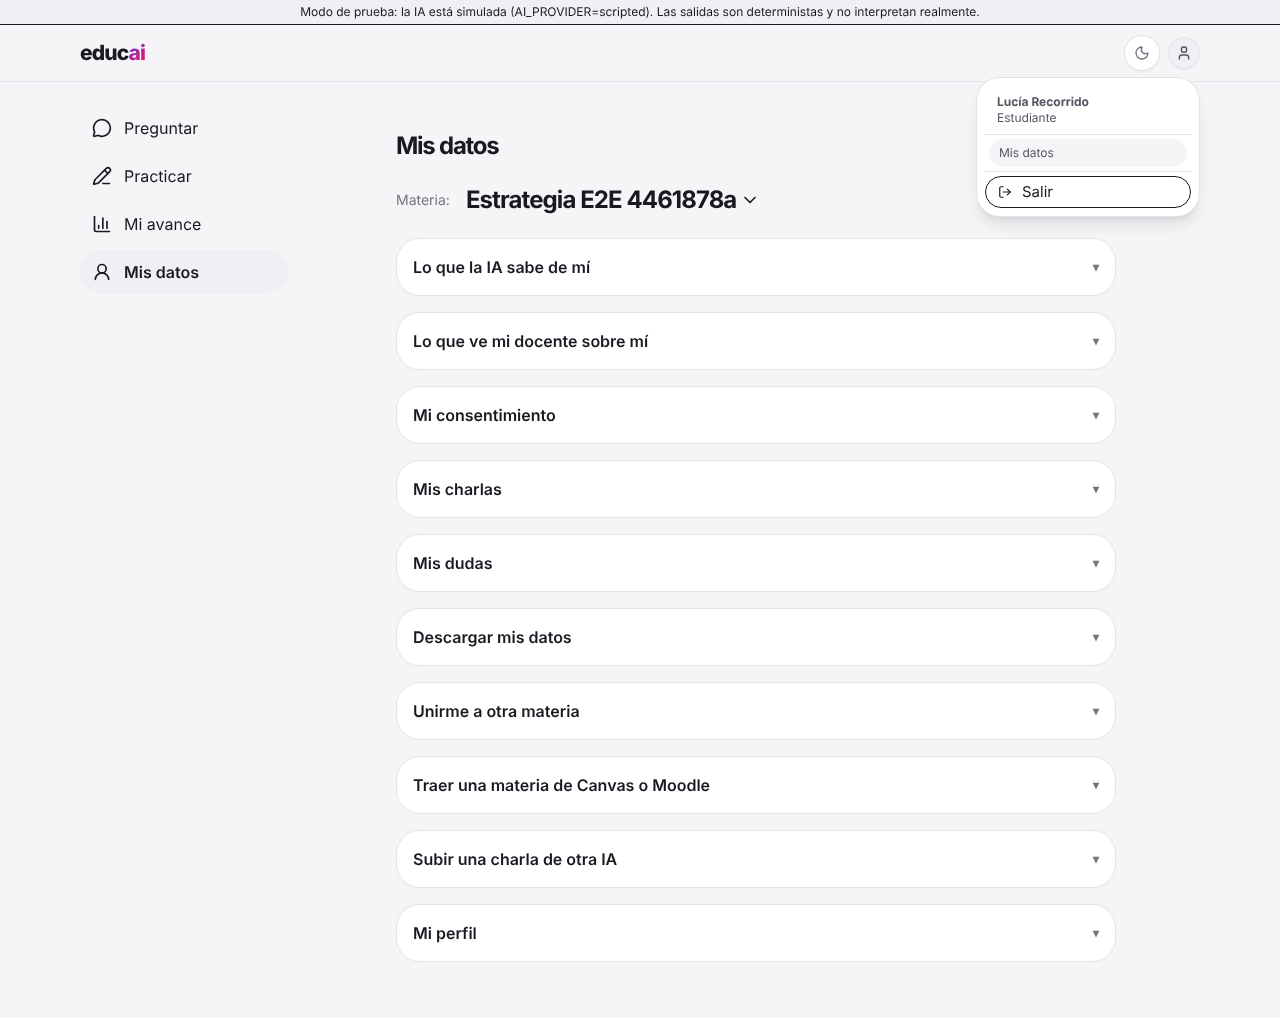 Modo de prueba: la IA está simulada (AI_PROVIDER=scripted). Las salidas son deterministas y no interpretan realmente.
educai
Lucía Recorrido
Estudiante
Mis datos
Salir
Preguntar
Practicar
Mi avance
Mis datos
Mis datos
Materia: Estrategia E2E 4461878a
Lo que la IA sabe de mí
Lo que ve mi docente sobre mí
Mi consentimiento
Mis charlas
Mis dudas
Descargar mis datos
Unirme a otra materia
Traer una materia de Canvas o Moodle
Subir una charla de otra IA
Mi perfil